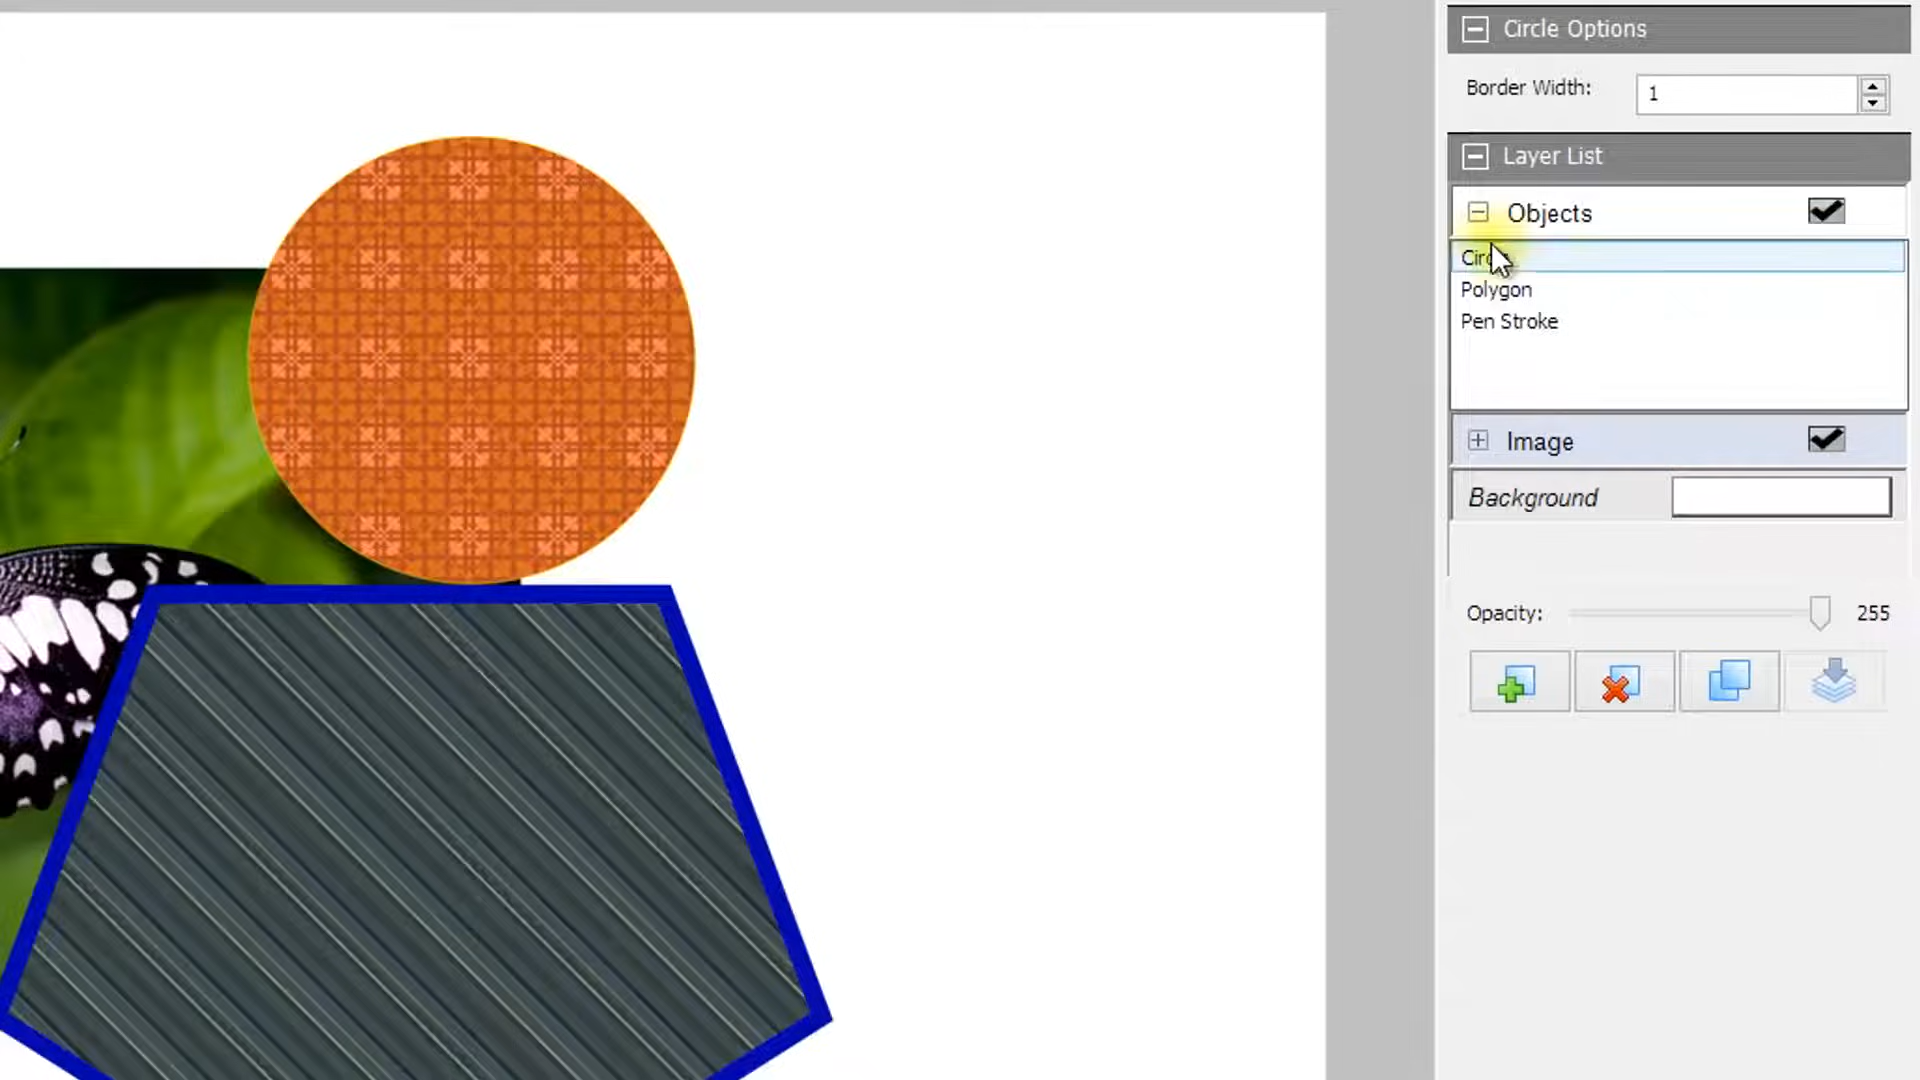 Circle Options
Border Width: 1
Layer List
Objects
Polygon
Pen Stroke
Image
Background
Opacity: 255